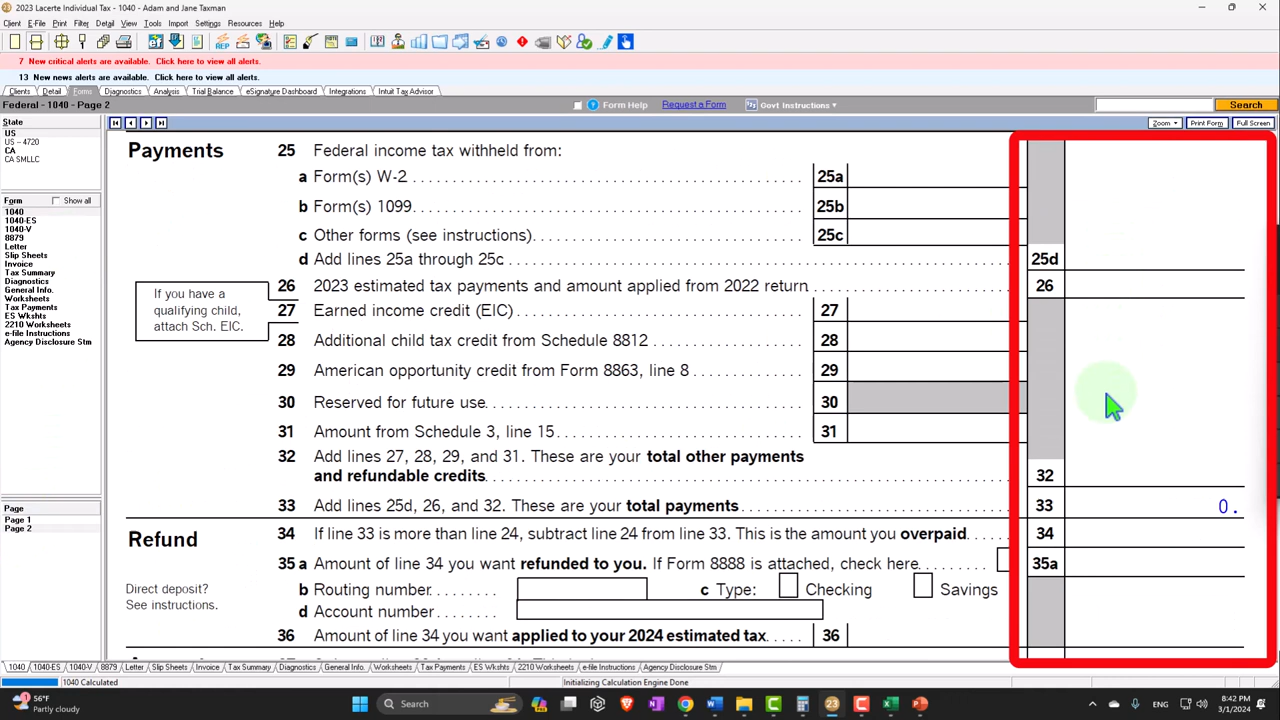 2023 Lacerte Individual Tax - 1040 - Adam and Jane Taxman
Client E-File Print Filter Detail View Tools Import Settings Resources Help
7 New critical alerts are available. Click here to view all alerts.
13 New news alerts are available. Click here to view all alerts.
Clients Detail Forms Diagnostics Analysis Trial Balance eSignature Dashboard Integrations Intuit Tax Advisor
Federal - 1040 - Page 2
Form Help Request a Form Govt Instructions Search
Zoom Print Form Full Screen
State
US
US - 4720
CA
CA SMLLC
Form Show all
1040
1040-ES
1040-V
8879
Letter
Slip Sheets
Invoice
Tax Summary
Diagnostics
General Info.
Worksheets
Tax Payments
ES Wkshts
2210 Worksheets
e-file Instructions
Agency Disclosure Stm
Page
Page 1
Page 2
Payments 25 Federal income tax withheld from:
a Form(s) W-2 25a
b Form(s) 1099 25b
c Other forms (see instructions) 25c
d Add lines 25a through 25c 25d
26 2023 estimated tax payments and amount applied from 2022 return 26
If you have a
qualifying child,
attach Sch. EIC.
27 Earned income credit (EIC) 27
28 Additional child tax credit from Schedule 8812 28
29 American opportunity credit from Form 8863, line 8 29
30 Reserved for future use 30
31 Amount from Schedule 3, line 15 31
32 Add lines 27, 28, 29, and 31. These are your total other payments
and refundable credits 32
33 Add lines 25d, 26, and 32. These are your total payments 33 0.
Refund 34 If line 33 is more than line 24, subtract line 24 from line 33. This is the amount you overpaid 34
35a Amount of line 34 you want refunded to you. If Form 8888 is attached, check here 35a
Direct deposit?
See instructions.
b Routing number c Type: Checking Savings
d Account number
36 Amount of line 34 you want applied to your 2024 estimated tax 36
1040 1040-ES 1040-V 8879 Letter Slip Sheets Invoice Tax Summary Diagnostics General Info. Worksheets Tax Payments ES Wkshts 2210 Worksheets e-file Instructions Agency Disclosure Stm
1040 Calculated Initializing Calculation Engine Done
56°F
Partly cloudy
Search
ENG
8:42 PM
3/1/2024